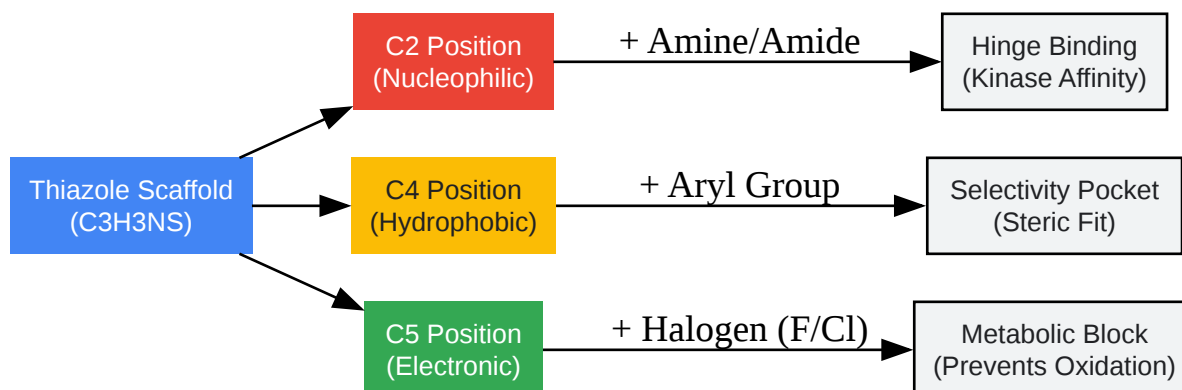 C2 Position
(Nucleophilic)
+ Amine/Amide
Hinge Binding
(Kinase Affinity)
Thiazole Scaffold
(C3H3NS)
C4 Position
(Hydrophobic)
+ Aryl Group
Selectivity Pocket
(Steric Fit)
C5 Position
(Electronic)
+ Halogen (F/Cl)
Metabolic Block
(Prevents Oxidation)